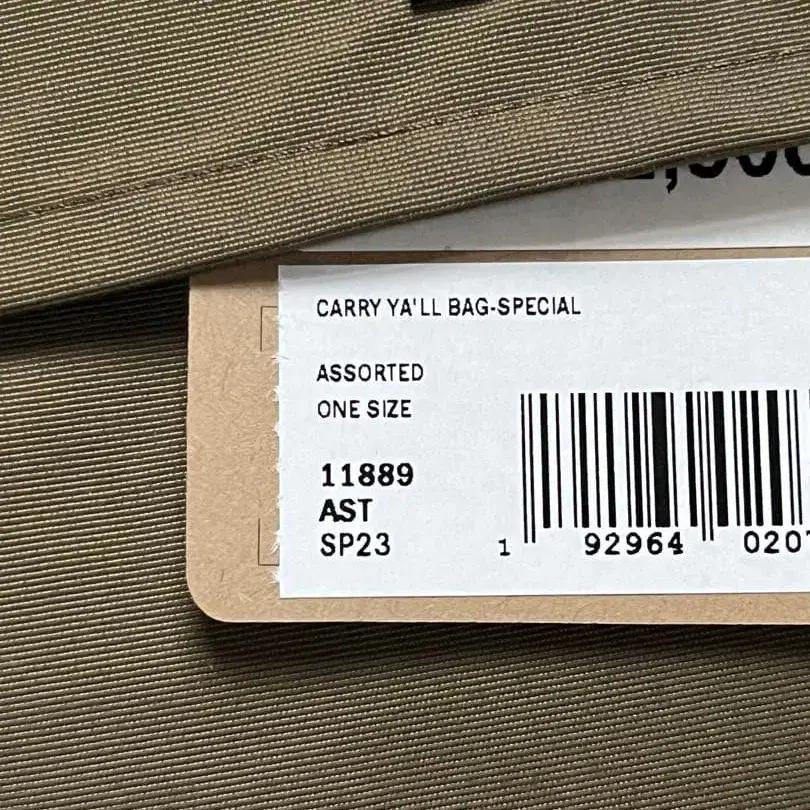 CARRY YA'LL BAG-SPECIAL
ASSORTED
ONE SIZE
11889
AST
SP23
1 92964 020